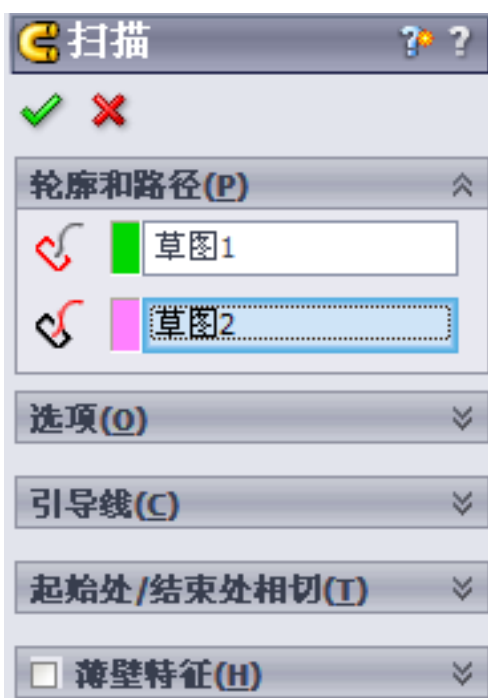 扫描
轮廓和路径(P)
草图1
草图2
选项(O)
引导线(C)
起始处/结束处相切(T)
薄壁特征(H)